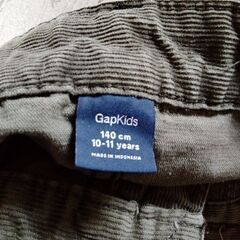 GapKids
140 cm
10-11 years
MADE IN INDONESIA